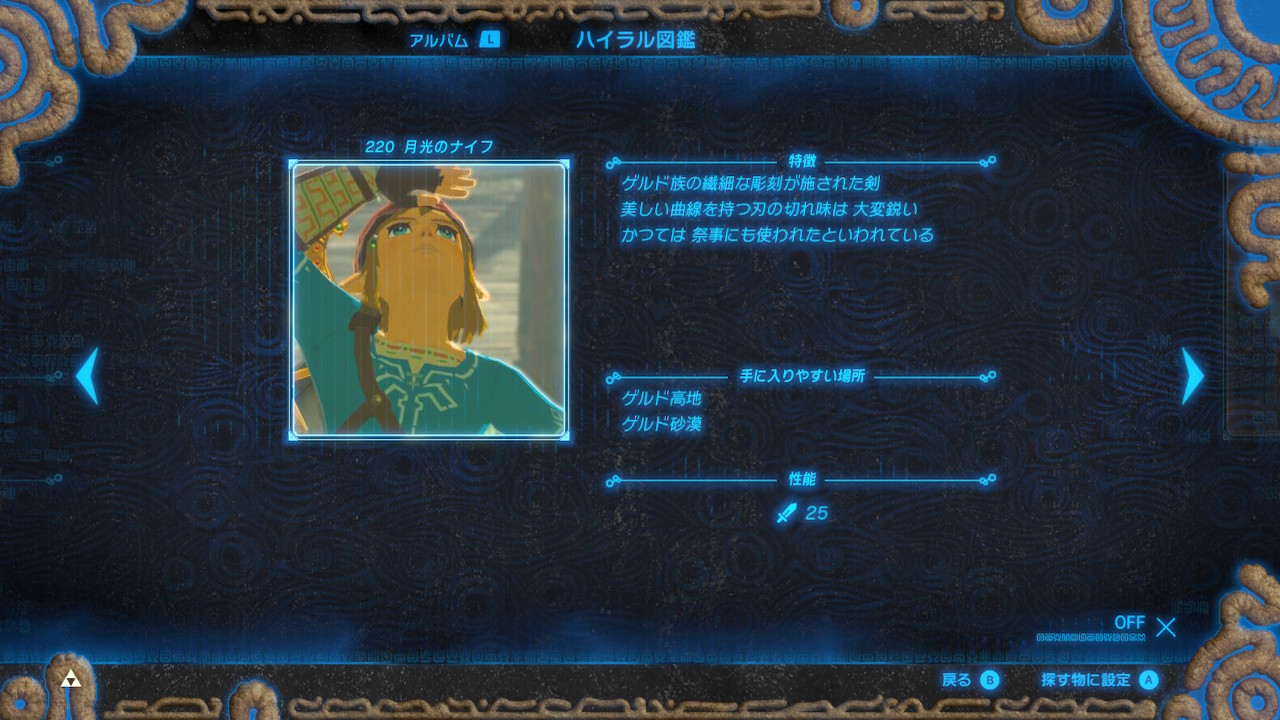 アルバム L ハイラル図鑑
220 月光のナイフ
特徴
ゲルド族の繊細な彫刻が施された剣
美しい曲線を持つ刃の切れ味は 大変鋭い
かつては 祭事にも使われたといわれている
手に入りやすい場所
ゲルド高地
ゲルド砂漠
性能
25
OFF
戻る B 探す物に設定 A